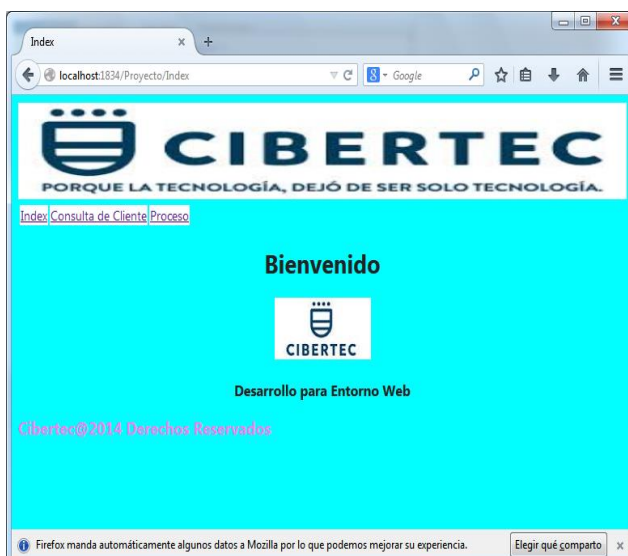 Index
localhost:1834/Proyecto/Index
Google
CIBERTEC
PORQUE LA TECNOLOGÍA, DEJÓ DE SER SOLO TECNOLOGÍA.
Index Consulta de Cliente Proceso
Bienvenido
CIBERTEC
Desarrollo para Entorno Web
Cibertec@2014 Derechos Reservados
Firefox manda automáticamente algunos datos a Mozilla por lo que podemos mejorar su experiencia. Elegir qué comparto